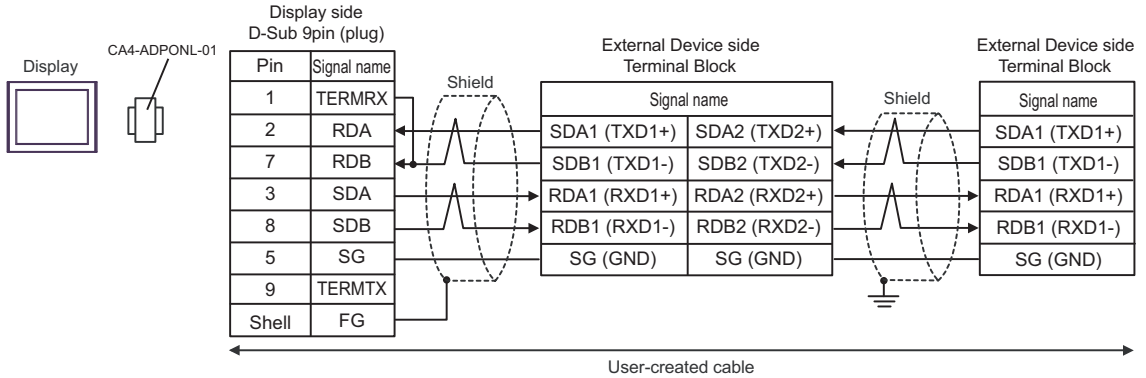 Display side
D-Sub 9pin (plug)
CA4-ADPONL-01
Display
Pin Signal name
1 TERMRX
2 RDA
7 RDB
3 SDA
8 SDB
5 SG
9 TERMTX
Shell FG
Shield
External Device side
Terminal Block
Signal name
SDA1 (TXD1+) SDA2 (TXD2+)
SDB1 (TXD1-) SDB2 (TXD2-)
RDA1 (RXD1+) RDA2 (RXD2+)
RDB1 (RXD1-) RDB2 (RXD2-)
SG (GND) SG (GND)
Shield
External Device side
Terminal Block
Signal name
SDA1 (TXD1+)
SDB1 (TXD1-)
RDA1 (RXD1+)
RDB1 (RXD1-)
SG (GND)
User-created cable